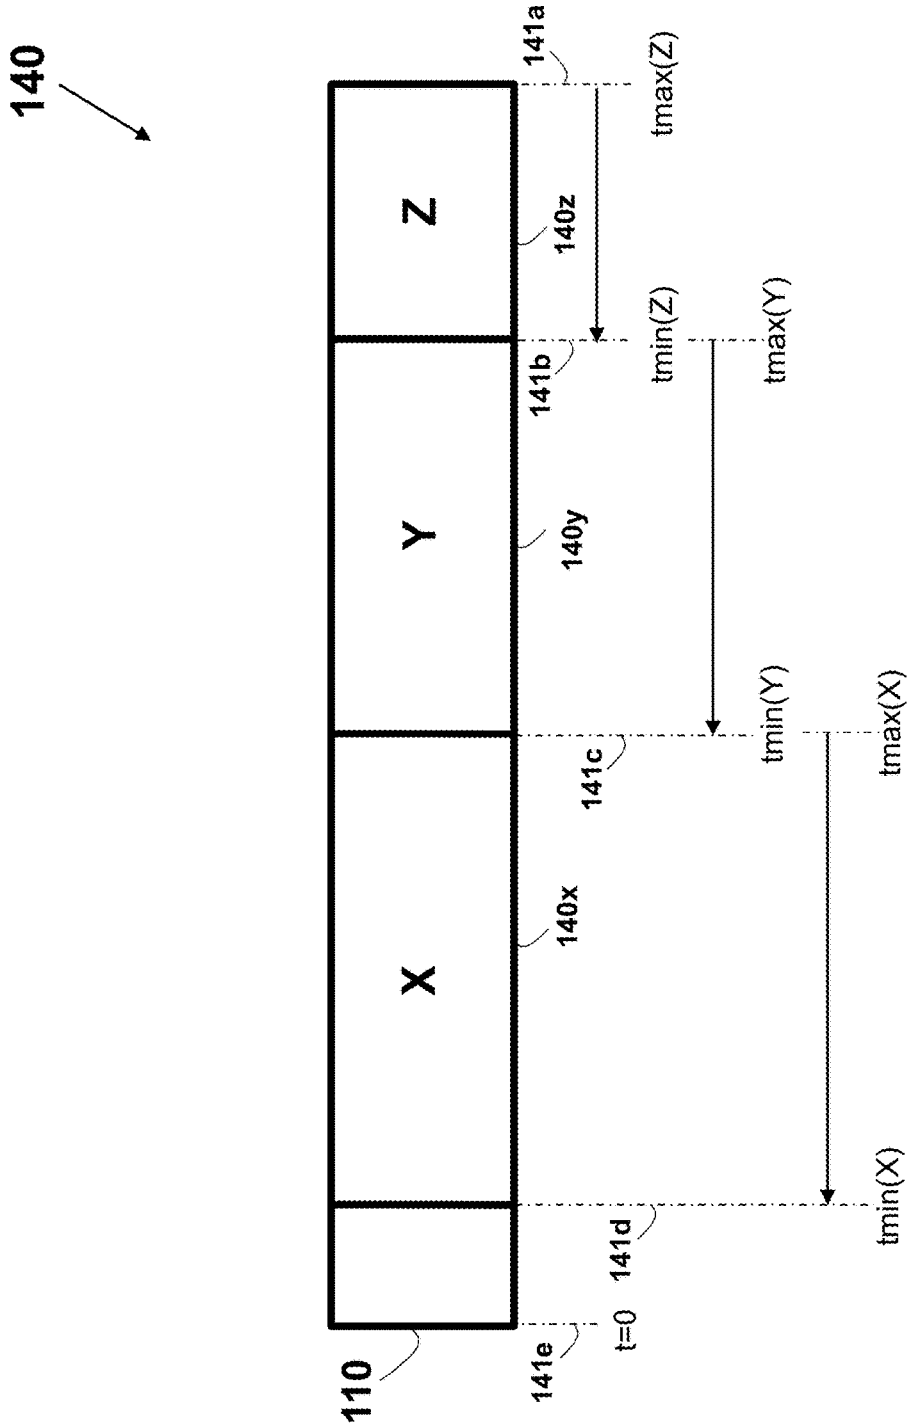 140
110
X
Y
Z
140x
140y
140z
141e
141d
141c
141b
141a
t=0
tmin(Z)
tmax(Z)
tmin(Y)
tmax(Y)
tmin(X)
tmax(X)